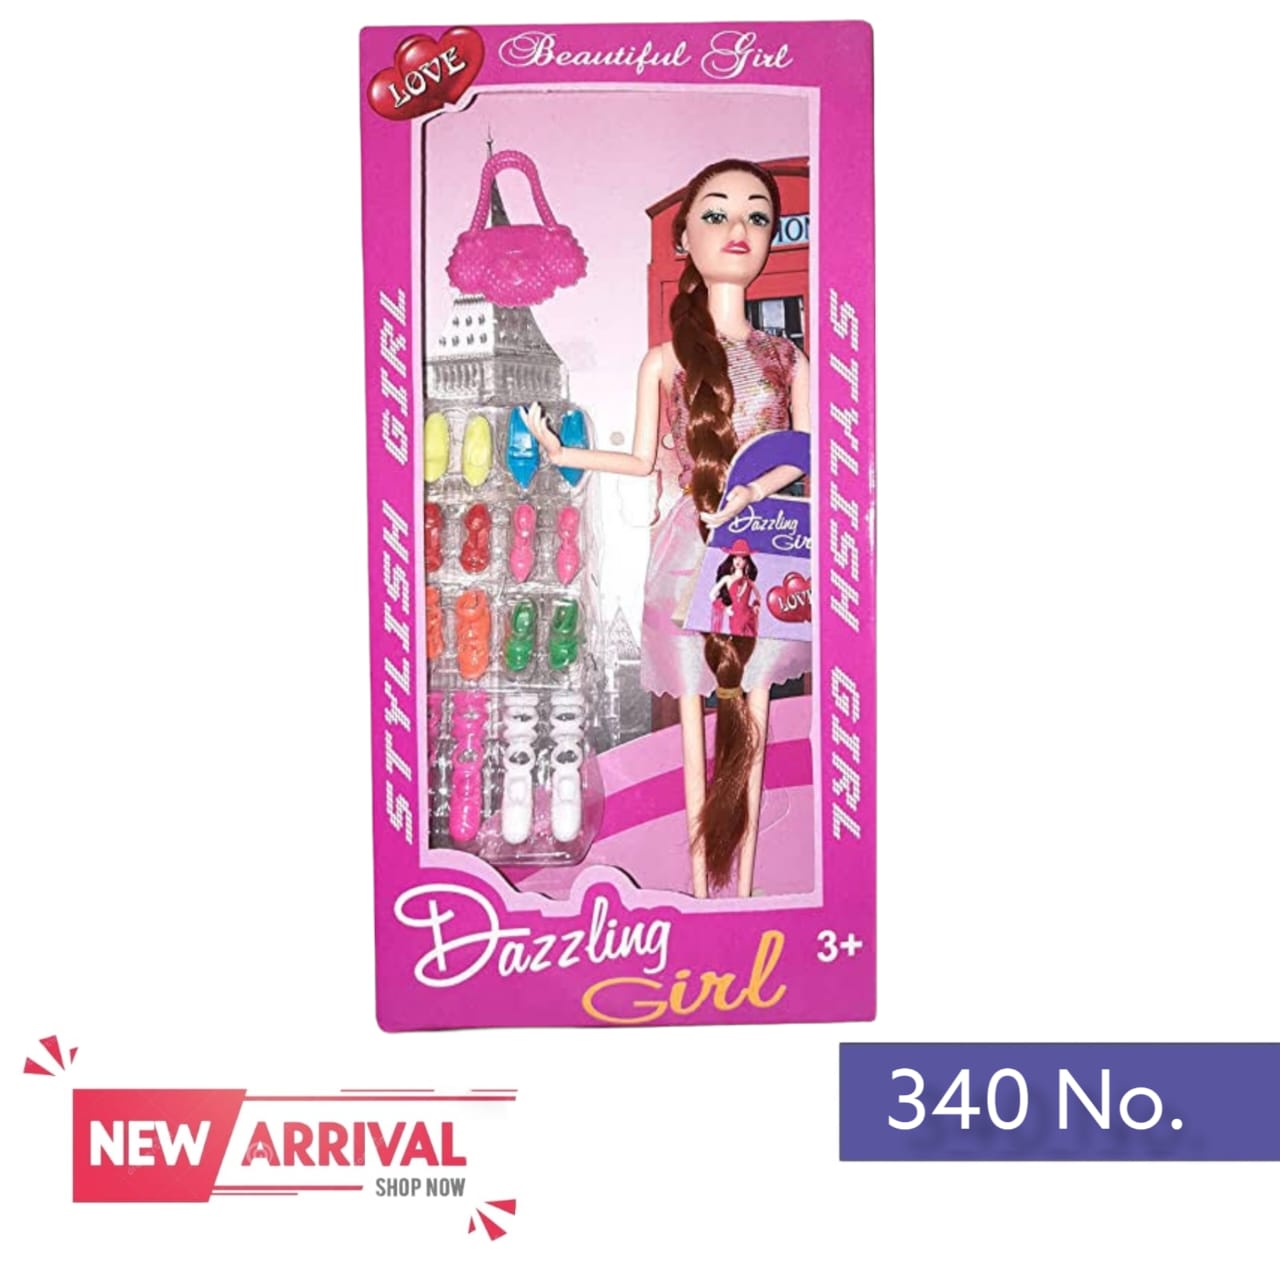 LOVE
Beautiful Girl
STYLISH GIRL
STYLISH GIRL
Dazzling
Girl
LOVE
Dazzling
Girl
3+
NEW ARRIVAL
SHOP NOW
340 No.